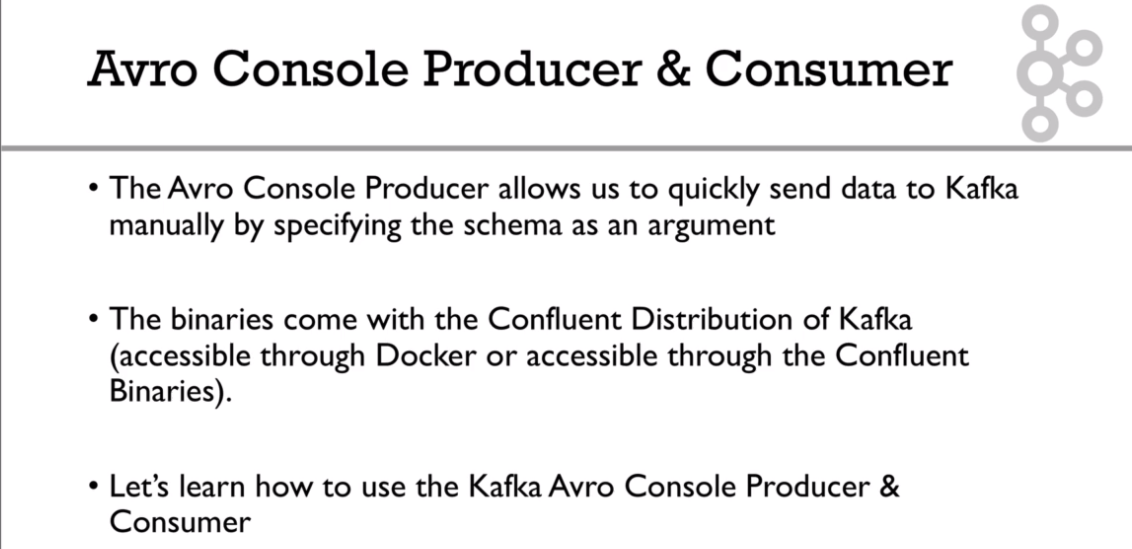 Avro Console Producer & Consumer
• The Avro Console Producer allows us to quickly send data to Kafka
manually by specifying the schema as an argument
• The binaries come with the Confluent Distribution of Kafka
(accessible through Docker or accessible through the Confluent
Binaries).
• Let’s learn how to use the Kafka Avro Console Producer &
Consumer